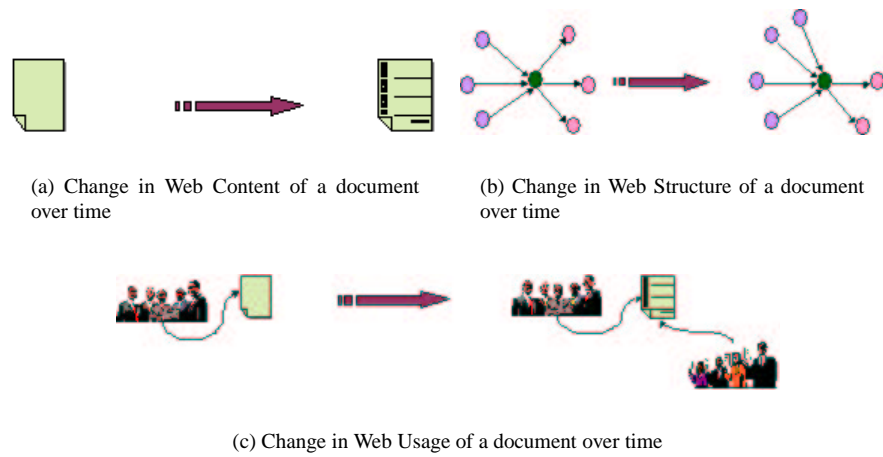 (a) Change in Web Content of a document
over time
(b) Change in Web Structure of a document
over time
(c) Change in Web Usage of a document over time